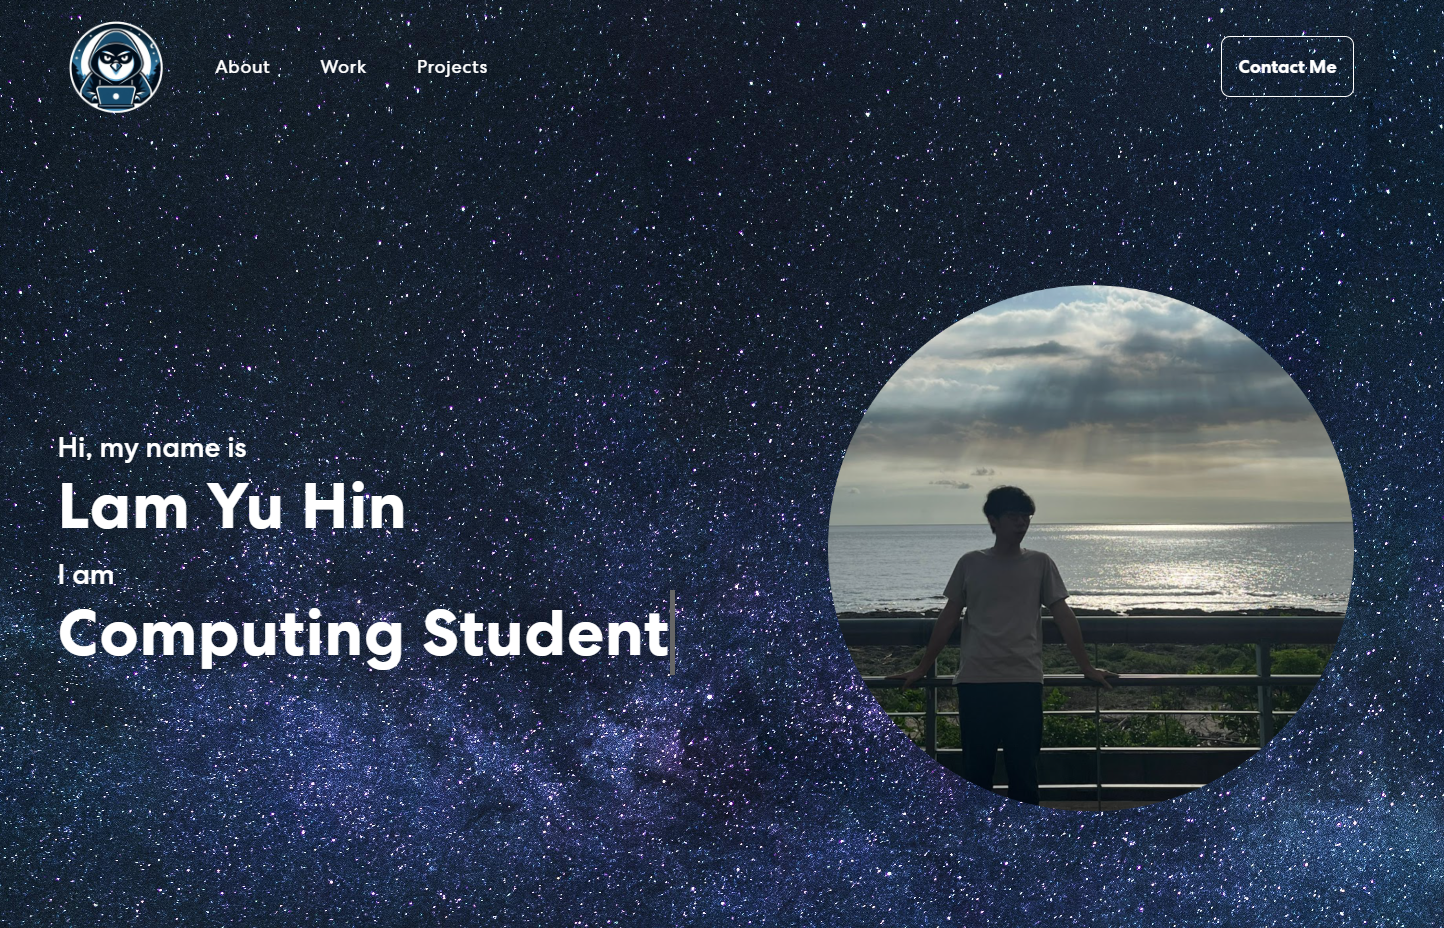 About
Work
Projects
Contact Me
Hi, my name is
Lam Yu Hin
I am
Computing Student